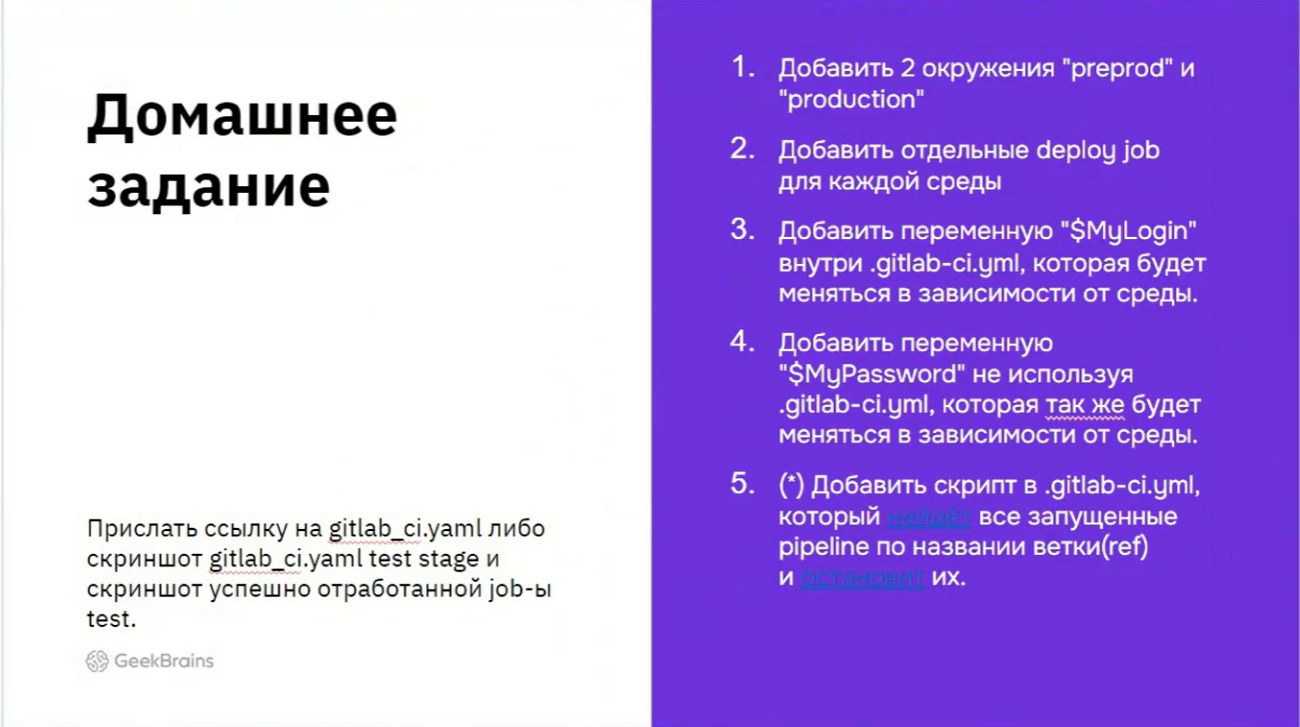 Домашнее
задание
Прислать ссылку на gitlab_ci.yaml либо
скриншот gitlab_ci.yaml test stage и
скриншот успешно отработанной job-ы
test.
GeekBrains
1. Добавить 2 окружения "preprod" и
"production"
2. Добавить отдельные deploy job
для каждой среды
3. Добавить переменную "$MyLogin"
внутри .gitlab-ci.yml, которая будет
меняться в зависимости от среды.
4. Добавить переменную
"$MyPassword" не используя
.gitlab-ci.yml, которая так же будет
меняться в зависимости от среды.
5. (*) Добавить скрипт в .gitlab-ci.yml,
который найдёт все запущенные
pipeline по названии ветки(ref)
и остановит их.